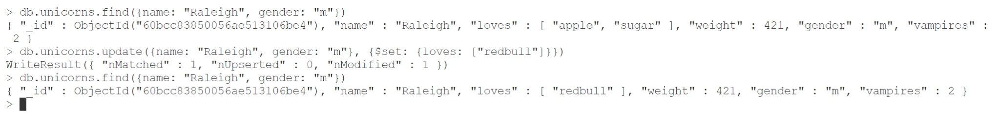 > db.unicorns.find({name: "Raleigh", gender: "m"})
{ "_id" : ObjectId("60bcc83850056ae513106be4"), "name" : "Raleigh", "loves" : [ "apple", "sugar" ], "weight" : 421, "gender" : "m", "vampires" :
 2 }
> db.unicorns.update({name: "Raleigh", gender: "m"}, {$set: {loves: ["redbull"]}})
WriteResult({ "nMatched" : 1, "nUpserted" : 0, "nModified" : 1 })
> db.unicorns.find({name: "Raleigh", gender: "m"})
{ "_id" : ObjectId("60bcc83850056ae513106be4"), "name" : "Raleigh", "loves" : [ "redbull" ], "weight" : 421, "gender" : "m", "vampires" : 2 }
>